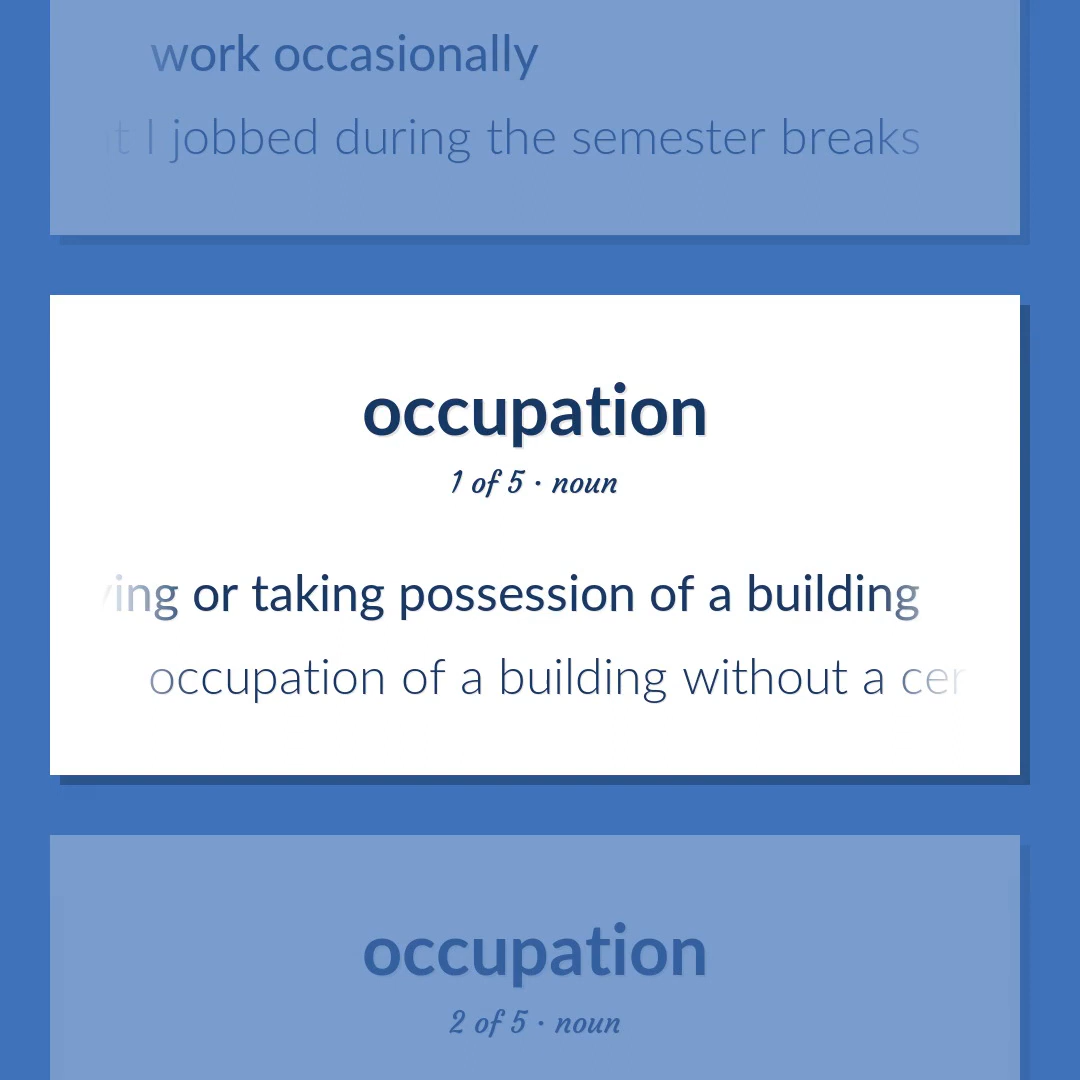 work occasionally
I jobbed during the semester breaks
occupation
1 of 5 · noun
or taking possession of a building
occupation of a building without a
occupation
2 of 5 · noun